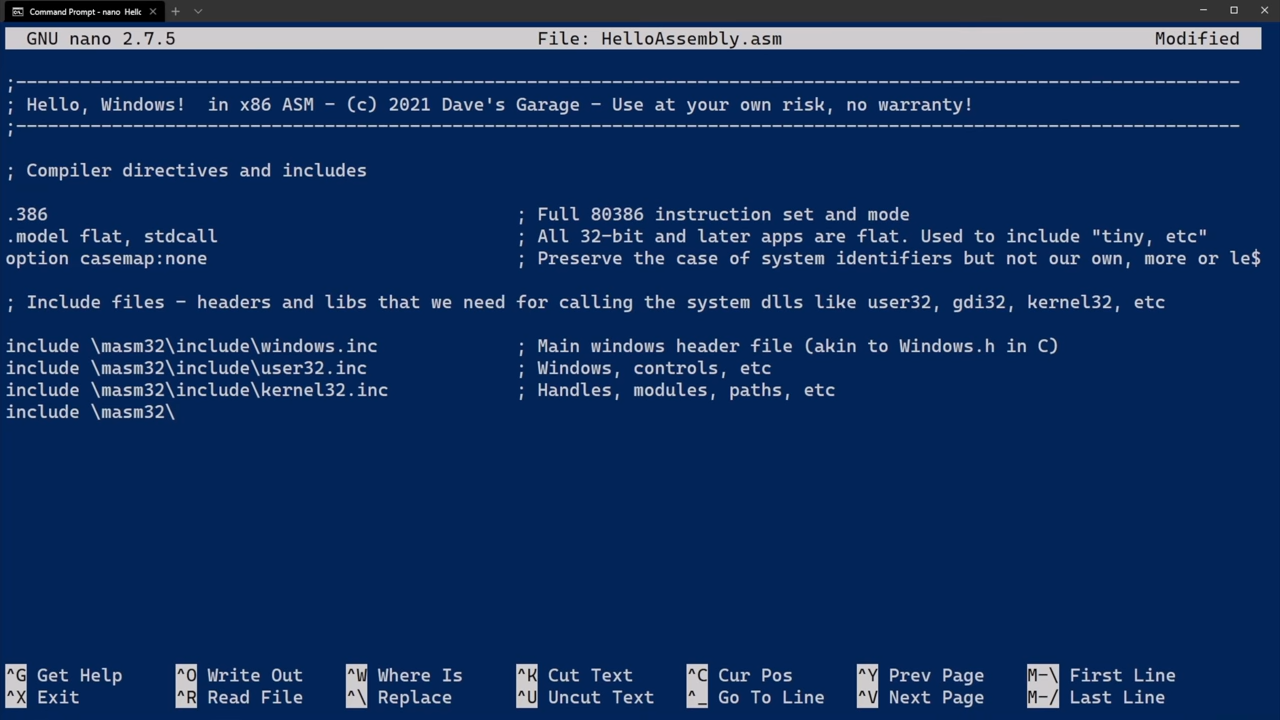 Command Prompt - nano Hello
GNU nano 2.7.5 File: HelloAssembly.asm Modified
;-------------------------------------------------------------------------------------------------------------------
; Hello, Windows!  in x86 ASM - (c) 2021 Dave's Garage - Use at your own risk, no warranty!
;-------------------------------------------------------------------------------------------------------------------
; Compiler directives and includes
.386 ; Full 80386 instruction set and mode
.model flat, stdcall ; All 32-bit and later apps are flat. Used to include "tiny, etc"
option casemap:none ; Preserve the case of system identifiers but not our own, more or le$
; Include files - headers and libs that we need for calling the system dlls like user32, gdi32, kernel32, etc
include \masm32\include\windows.inc ; Main windows header file (akin to Windows.h in C)
include \masm32\include\user32.inc ; Windows, controls, etc
include \masm32\include\kernel32.inc ; Handles, modules, paths, etc
include \masm32\
^G Get Help ^O Write Out ^W Where Is ^K Cut Text ^C Cur Pos ^Y Prev Page M-\ First Line
^X Exit ^R Read File ^\ Replace ^U Uncut Text ^_ Go To Line ^V Next Page M-/ Last Line